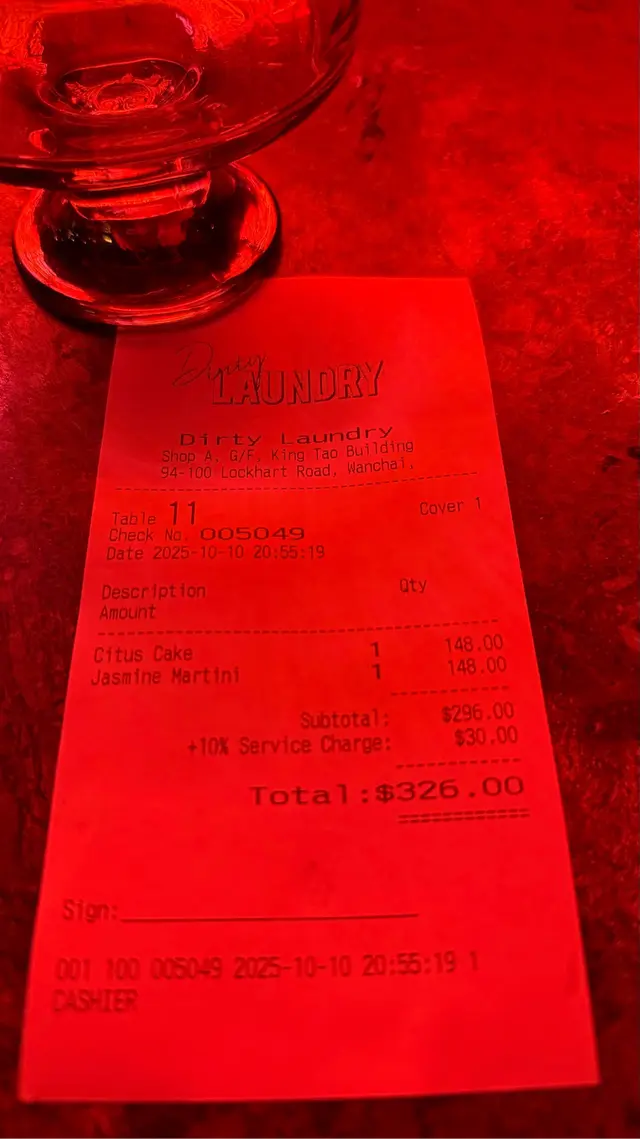 Dirty
LAUNDRY
Dirty Laundry
Shop A, G/F, King Tao Building
94-100 Lockhart Road, Wanchai,
Table 11 Cover 1
Check No. 005049
Date 2025-10-10 20:55:19
Description Qty
Amount
Citus Cake 1 148.00
Jasmine Martini 1 148.00
Subtotal: $296.00
+10% Service Charge: $30.00
Total:$326.00
Sign:
001 100 005049 2025-10-10 20:55:19 1
CASHIER